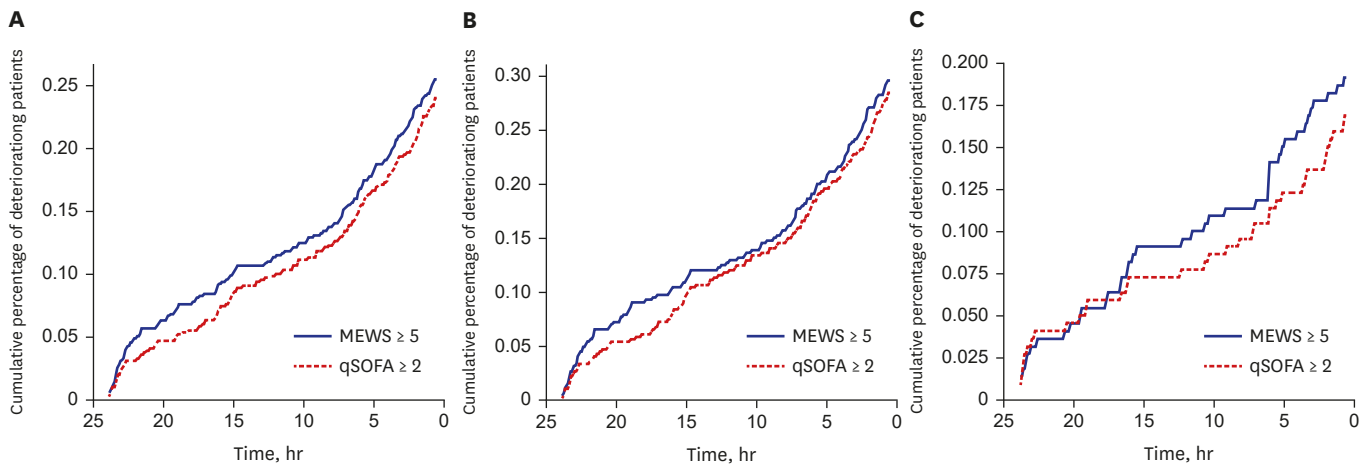 A
Cumulative percentage of deteriorationg patients
0.25
0.20
0.15
0.10
0.05
0
25 20 15 10 5 0
Time, hr
MEWS ≥ 5
qSOFA ≥ 2
B
Cumulative percentage of deteriorationg patients
0.30
0.25
0.20
0.15
0.10
0.05
0
25 20 15 10 5 0
Time, hr
MEWS ≥ 5
qSOFA ≥ 2
C
Cumulative percentage of deteriorationg patients
0.200
0.175
0.150
0.125
0.100
0.075
0.050
0.025
0
25 20 15 10 5 0
Time, hr
MEWS ≥ 5
qSOFA ≥ 2